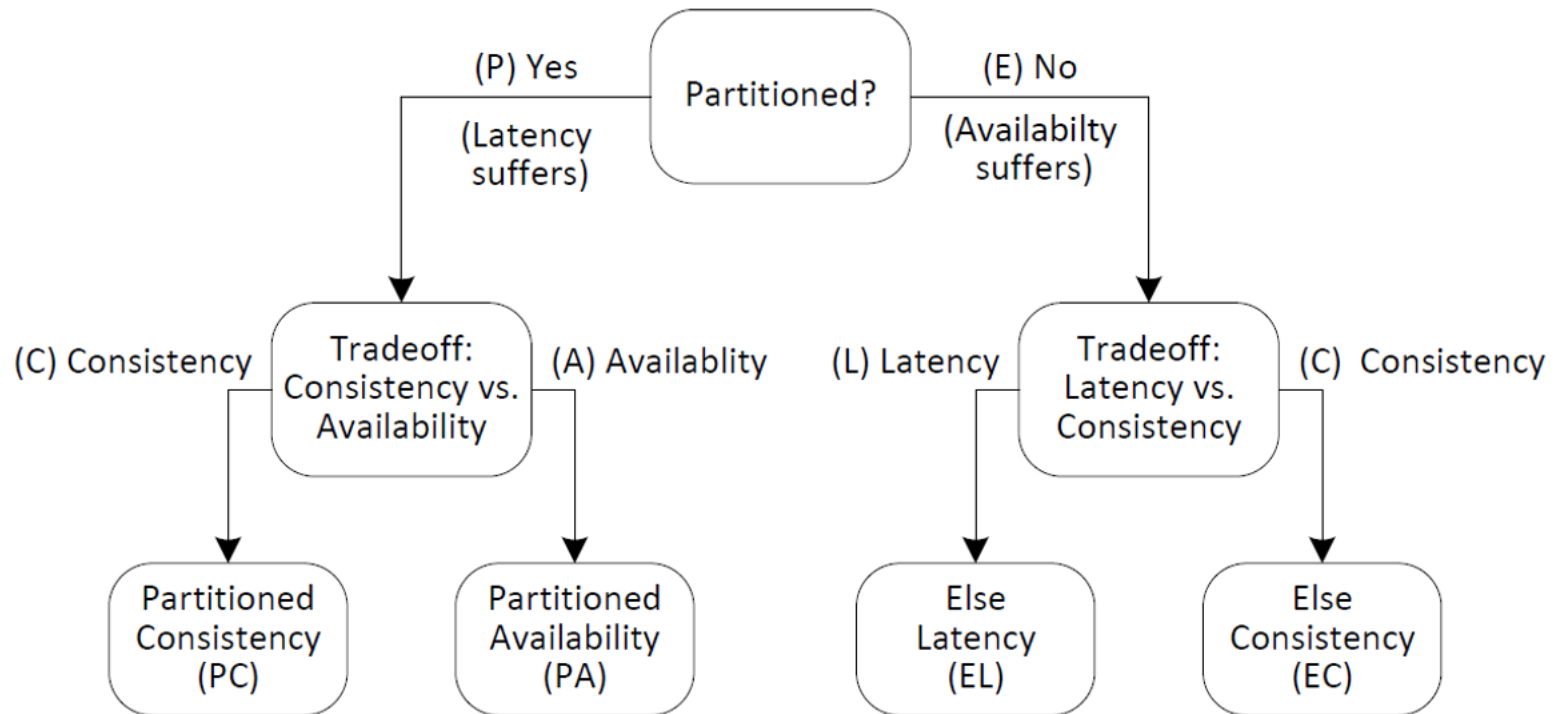 Partitioned?
(P) Yes
(Latency
suffers)
(E) No
(Availabilty
suffers)
Tradeoff:
Consistency vs.
Availability
(C) Consistency
(A) Availablity
Tradeoff:
Latency vs.
Consistency
(L) Latency
(C) Consistency
Partitioned
Consistency
(PC)
Partitioned
Availability
(PA)
Else
Latency
(EL)
Else
Consistency
(EC)